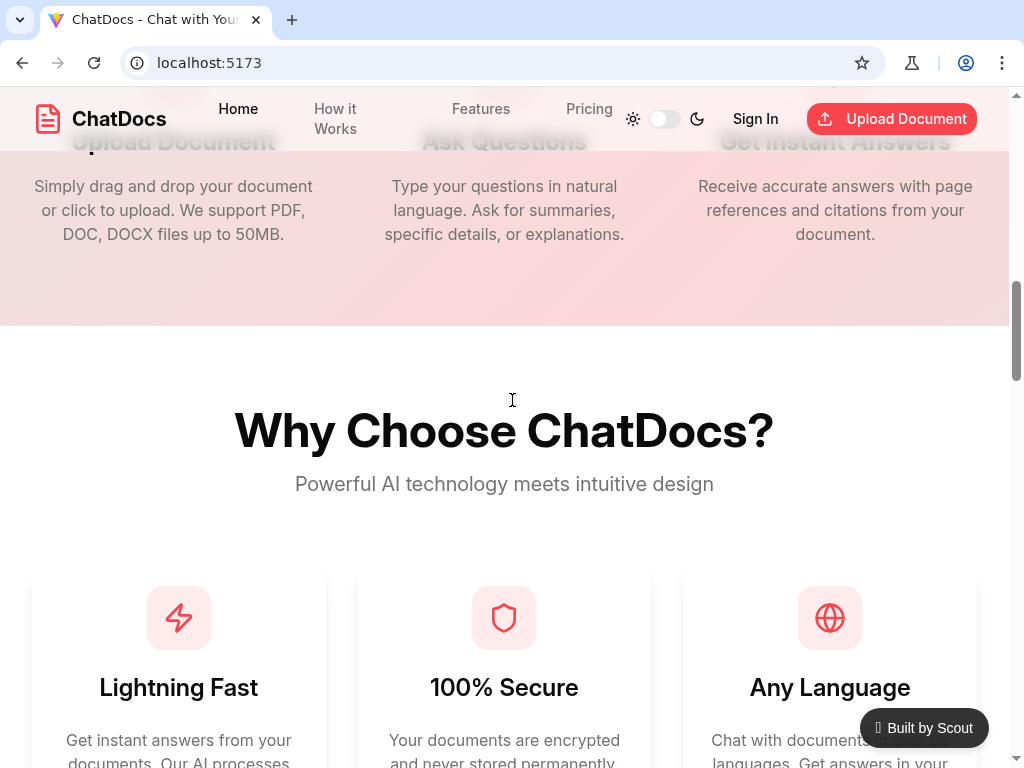 ChatDocs - Chat with Your
localhost:5173
ChatDocs
Home
How it
Works
Features
Pricing
Sign In
Upload Document
Upload Document
Ask Questions
Get Instant Answers
Simply drag and drop your document
or click to upload. We support PDF,
DOC, DOCX files up to 50MB.
Type your questions in natural
language. Ask for summaries,
specific details, or explanations.
Receive accurate answers with page
references and citations from your
document.
Why Choose ChatDocs?
Powerful AI technology meets intuitive design
Lightning Fast
100% Secure
Any Language
Get instant answers from your
documents. Our AI processes
Your documents are encrypted
and never stored permanently.
Chat with documents in over
languages. Get answers in your
Built by Scout